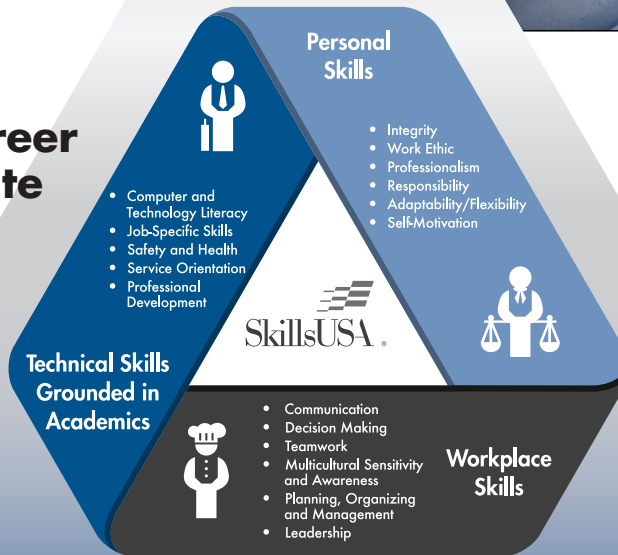 reer
te
Personal
Skills
• Integrity
• Work Ethic
• Professionalism
• Responsibility
• Adaptability/Flexibility
• Self-Motivation
• Computer and
Technology Literacy
• Job-Specific Skills
• Safety and Health
• Service Orientation
• Professional
Development
SkillsUSA®
Technical Skills
Grounded in
Academics
• Communication
• Decision Making
• Teamwork
• Multicultural Sensitivity
and Awareness
• Planning, Organizing
and Management
• Leadership
Workplace
Skills